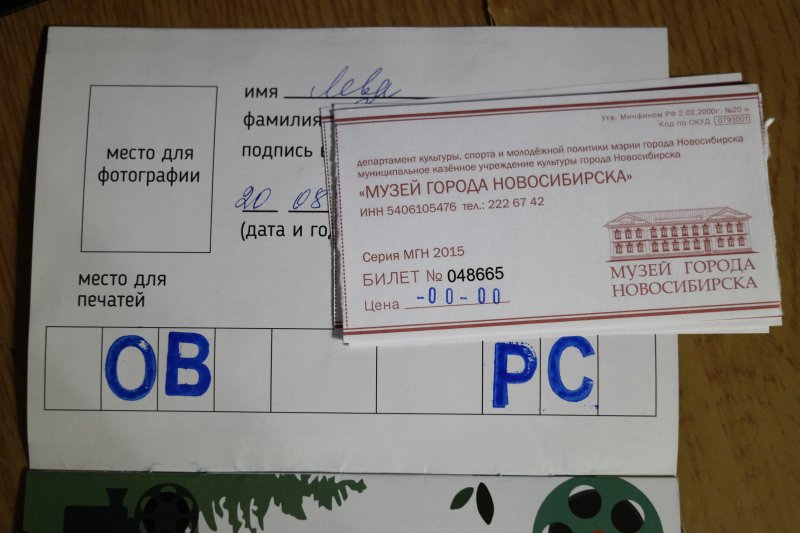 имя Лева
фамилия
подпись
место для
фотографии
20 08
(дата и го
место для
печатей
О В Р С
Утв. Минфином РФ 2.02.2000г. №20 н
Код по ОКУД 0793001
департамент культуры, спорта и молодёжной политики мэрии города Новосибирска
муниципальное казённое учреждение культуры города Новосибирска
«МУЗЕЙ ГОРОДА НОВОСИБИРСКА»
ИНН 5406105476 тел.: 222 67 42
Серия МГН 2015
БИЛЕТ № 048665
Цена -00-00
МУЗЕЙ ГОРОДА
НОВОСИБИРСКА